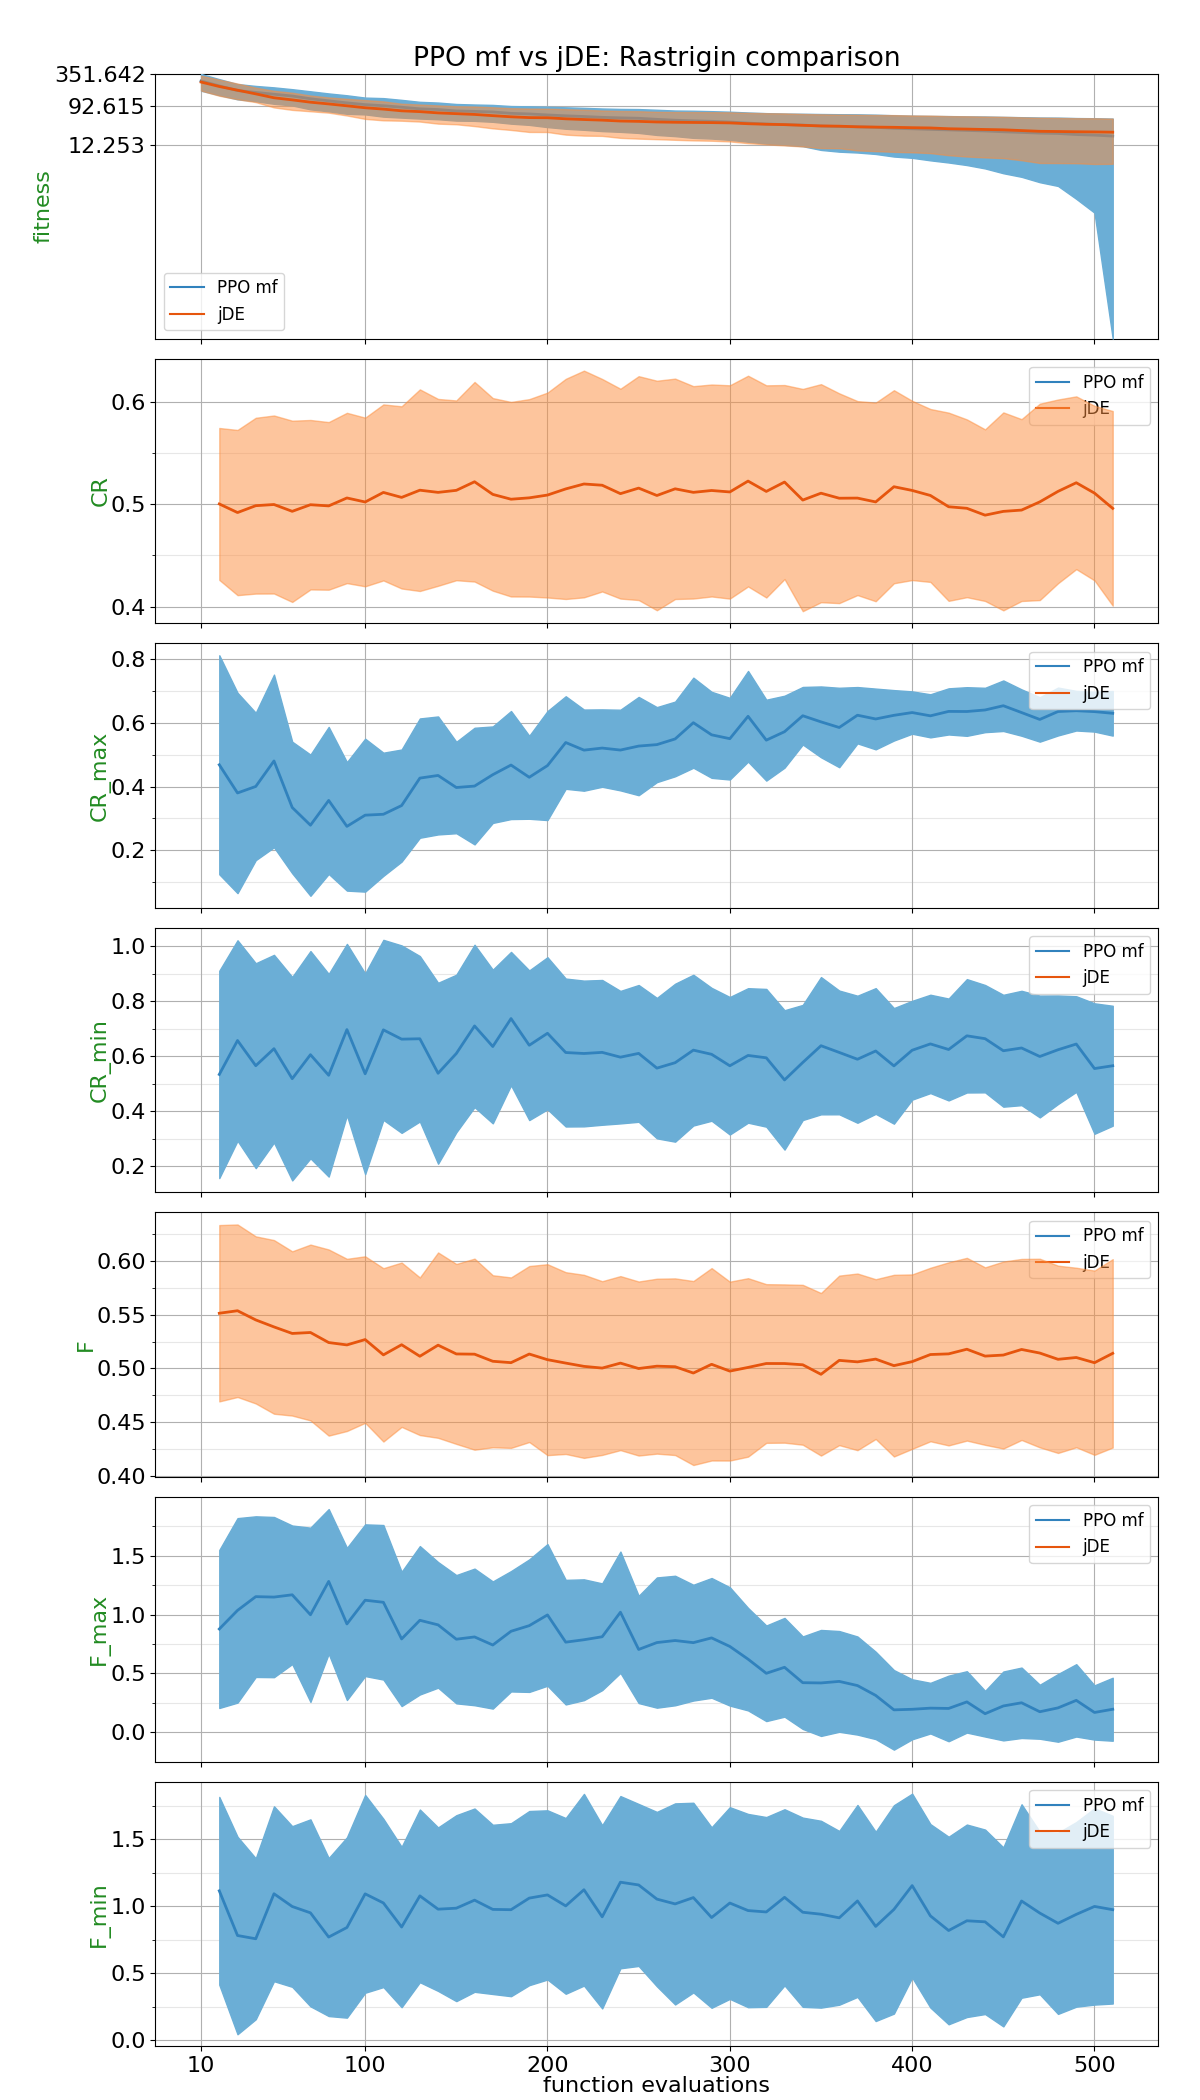 PPO mf vs jDE: Rastrigin comparison
351.642
92.615
12.253
fitness
PPO mf
jDE
0.6
0.5
0.4
CR
PPO mf
jDE
0.8
0.6
0.4
0.2
CR_max
PPO mf
jDE
1.0
0.8
0.6
0.4
0.2
CR_min
PPO mf
jDE
0.60
0.55
0.50
0.45
0.40
F
PPO mf
jDE
1.5
1.0
0.5
0.0
F_max
PPO mf
jDE
1.5
1.0
0.5
0.0
F_min
PPO mf
jDE
10 100 200 300 400 500
function evaluations